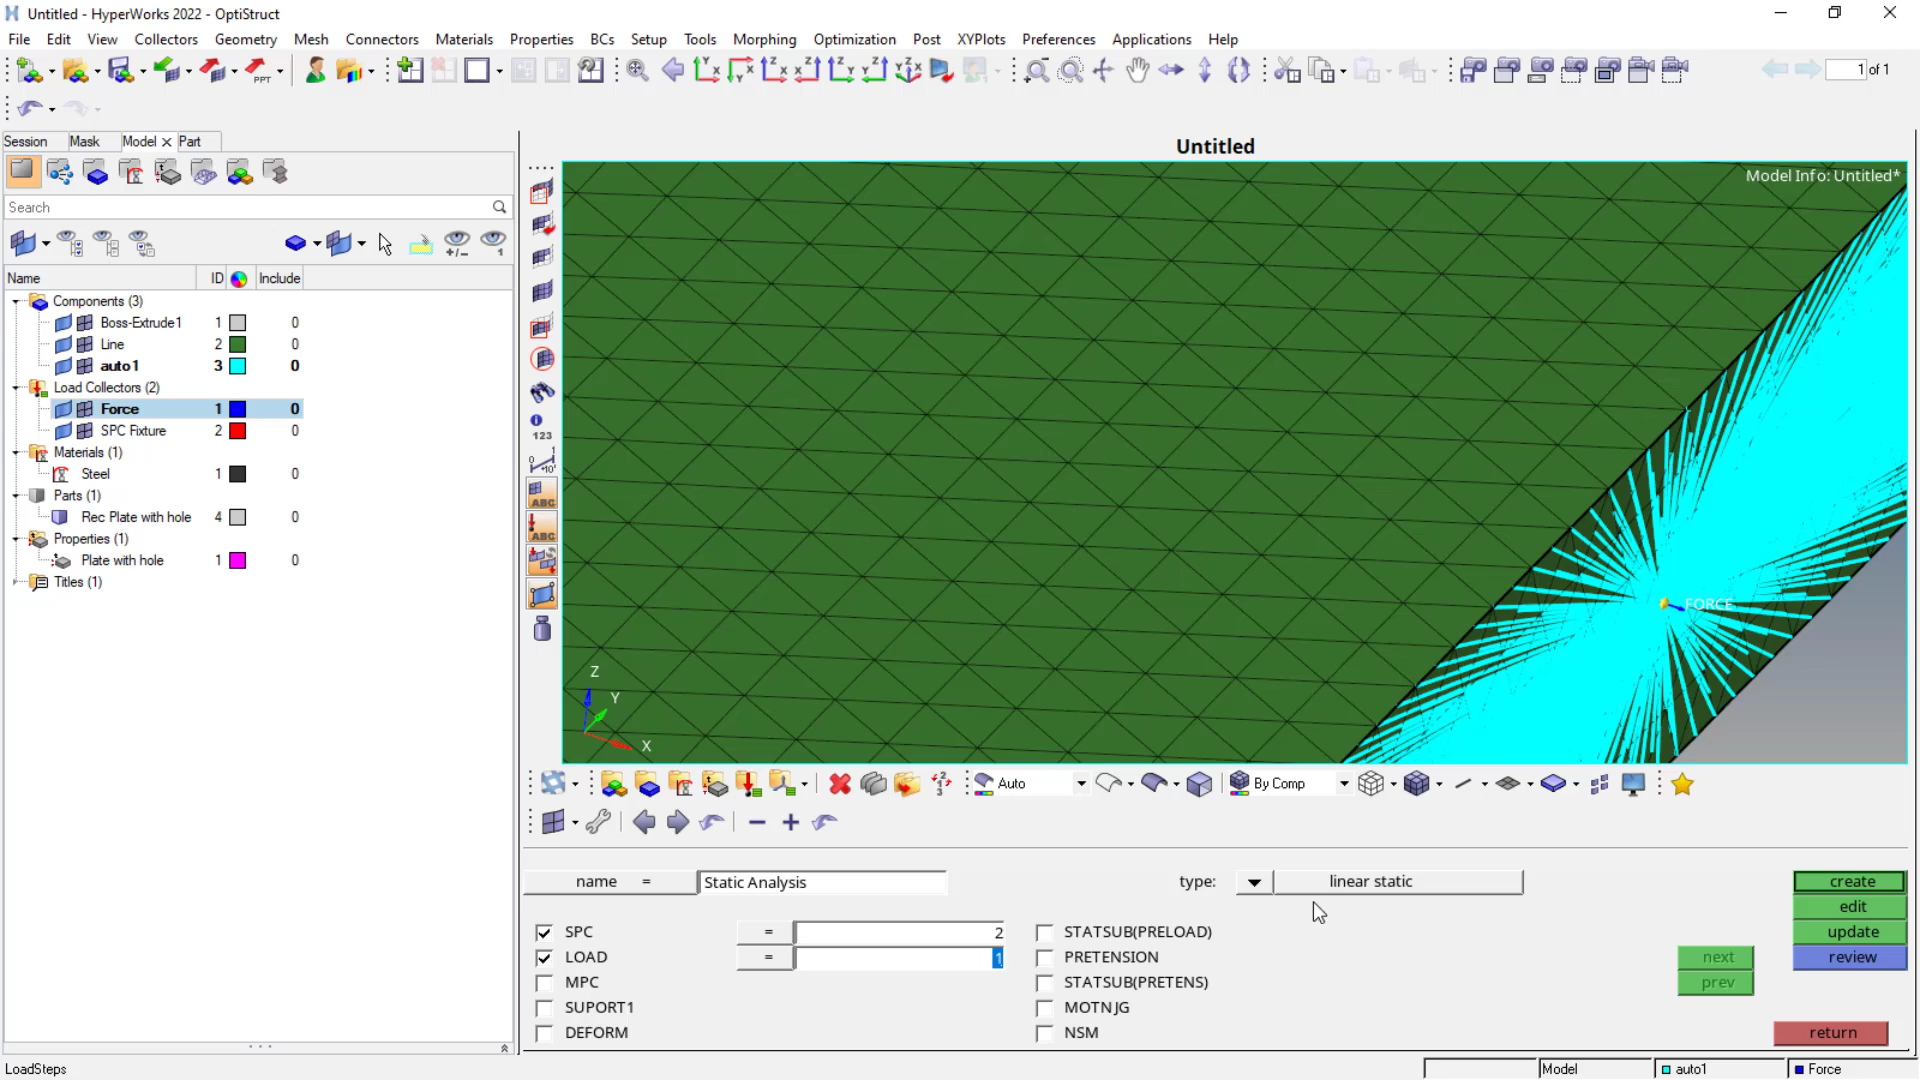 Untitled - HyperWorks 2022 - OptiStruct
File Edit View Collectors Geometry Mesh Connectors Materials Properties BCs Setup Tools Morphing Optimization Post XYPlots Preferences Applications Help
1 of 1
Session Mask Model Part
Untitled
Model Info: Untitled*
Search
Name ID Include
Components (3)
Boss-Extrude1 1 0
Line 2 0
auto1 3 0
Load Collectors (2)
Force 1 0
SPC Fixture 2 0
Materials (1)
Steel 1 0
Parts (1)
Rec Plate with hole 4 0
Properties (1)
Plate with hole 1 0
Titles (1)
FORCE
Z
Y
X
Auto By Comp
name = Static Analysis type: linear static
create
edit
update
review
next
prev
return
SPC = 2 STATSUB(PRELOAD)
LOAD = 1 PRETENSION
MPC STATSUB(PRETENS)
SUPORT1 MOTNJG
DEFORM NSM
LoadSteps Model auto1 Force